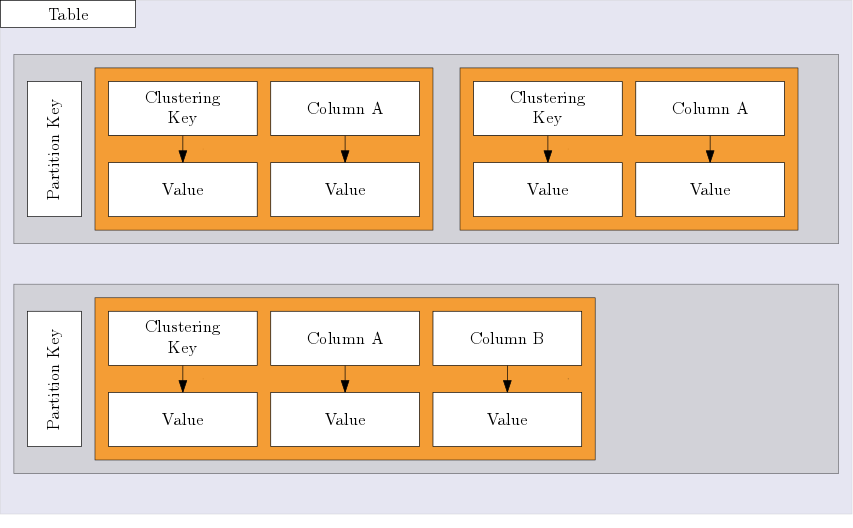 Table
Partition Key
Clustering
Key
Column A
Value
Value
Clustering
Key
Column A
Value
Value
Partition Key
Clustering
Key
Column A
Column B
Value
Value
Value